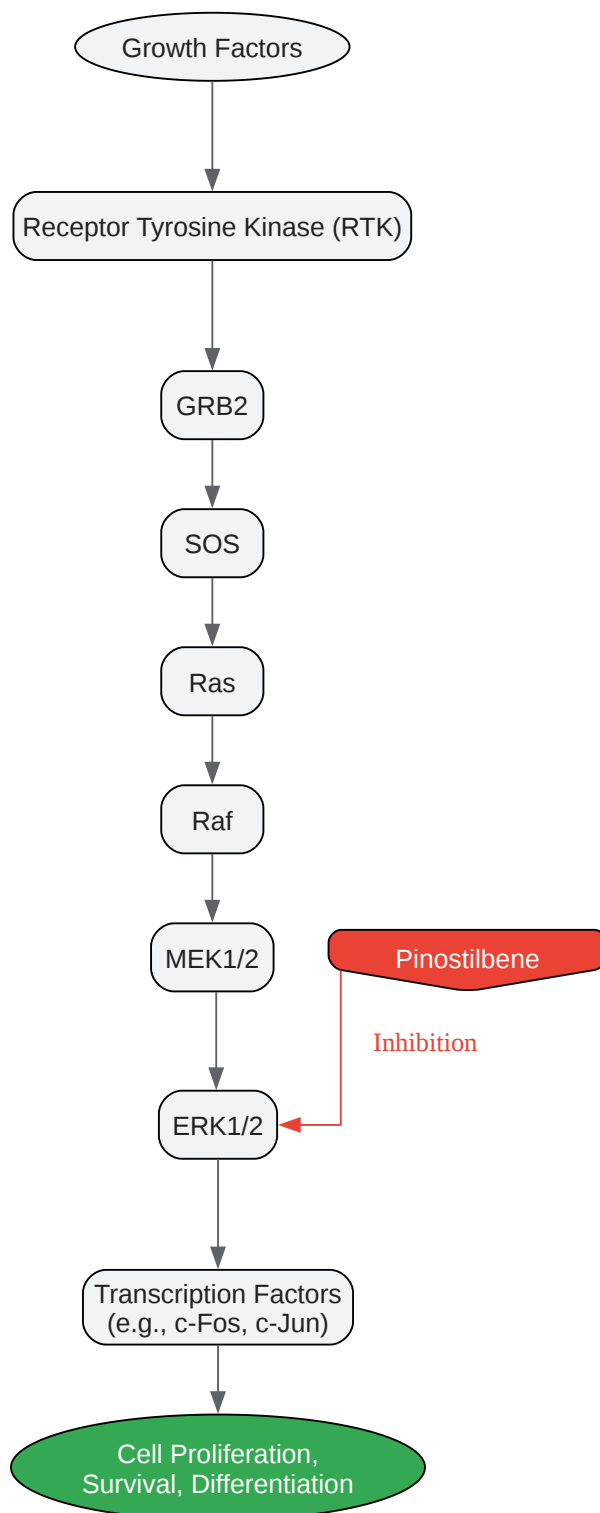 Growth Factors
Receptor Tyrosine Kinase (RTK)
GRB2
SOS
Ras
Raf
MEK1/2
Pinostilbene
Inhibition
ERK1/2
Transcription Factors
(e.g., c-Fos, c-Jun)
Cell Proliferation,
Survival, Differentiation